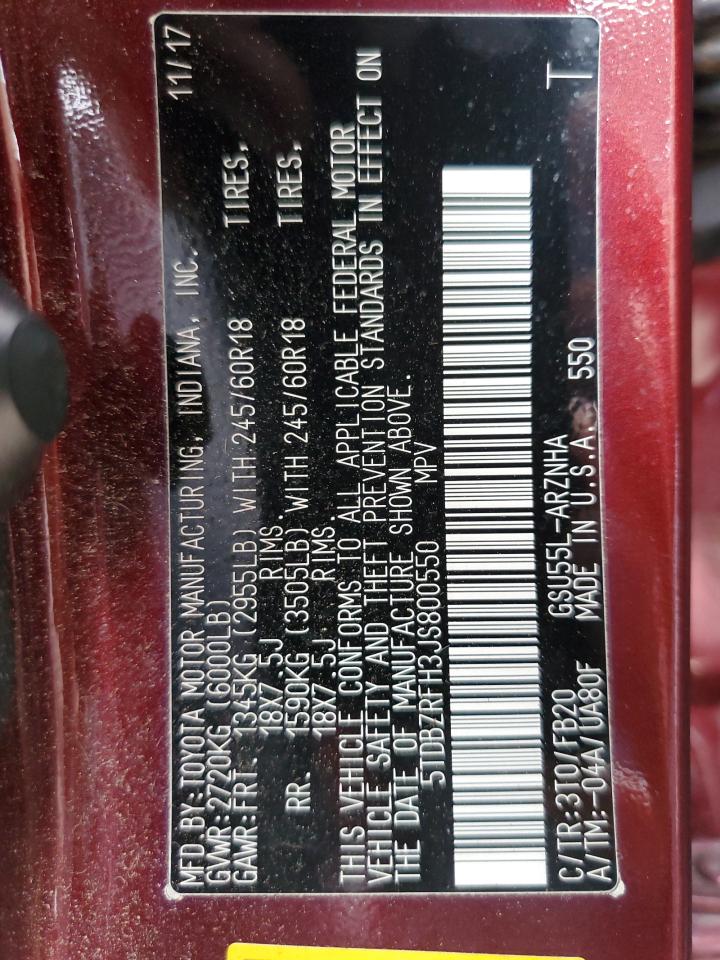 MFD.BY:TOYOTA MOTOR MANUFACTURING, INDIANA, INC. 11/17
GVWR:2720KG (6000LB)
GAWR:FRT. 1345KG (2955LB) WITH 245/60R18 TIRES,
18X7.5J RIMS.
RR. 1590KG (3505LB) WITH 245/60R18 TIRES,
18X7.5J RIMS.
THIS VEHICLE CONFORMS TO ALL APPLICABLE FEDERAL MOTOR
VEHICLE SAFETY AND THEFT PREVENTION STANDARDS IN EFFECT ON
THE DATE OF MANUFACTURE SHOWN ABOVE.
5TDBZRFH3JS800550 MPV
C/TR:3T0/FB20 GSU55L-ARZNHA
A/TM:-04A/UA80F MADE IN U.S.A. 550 T